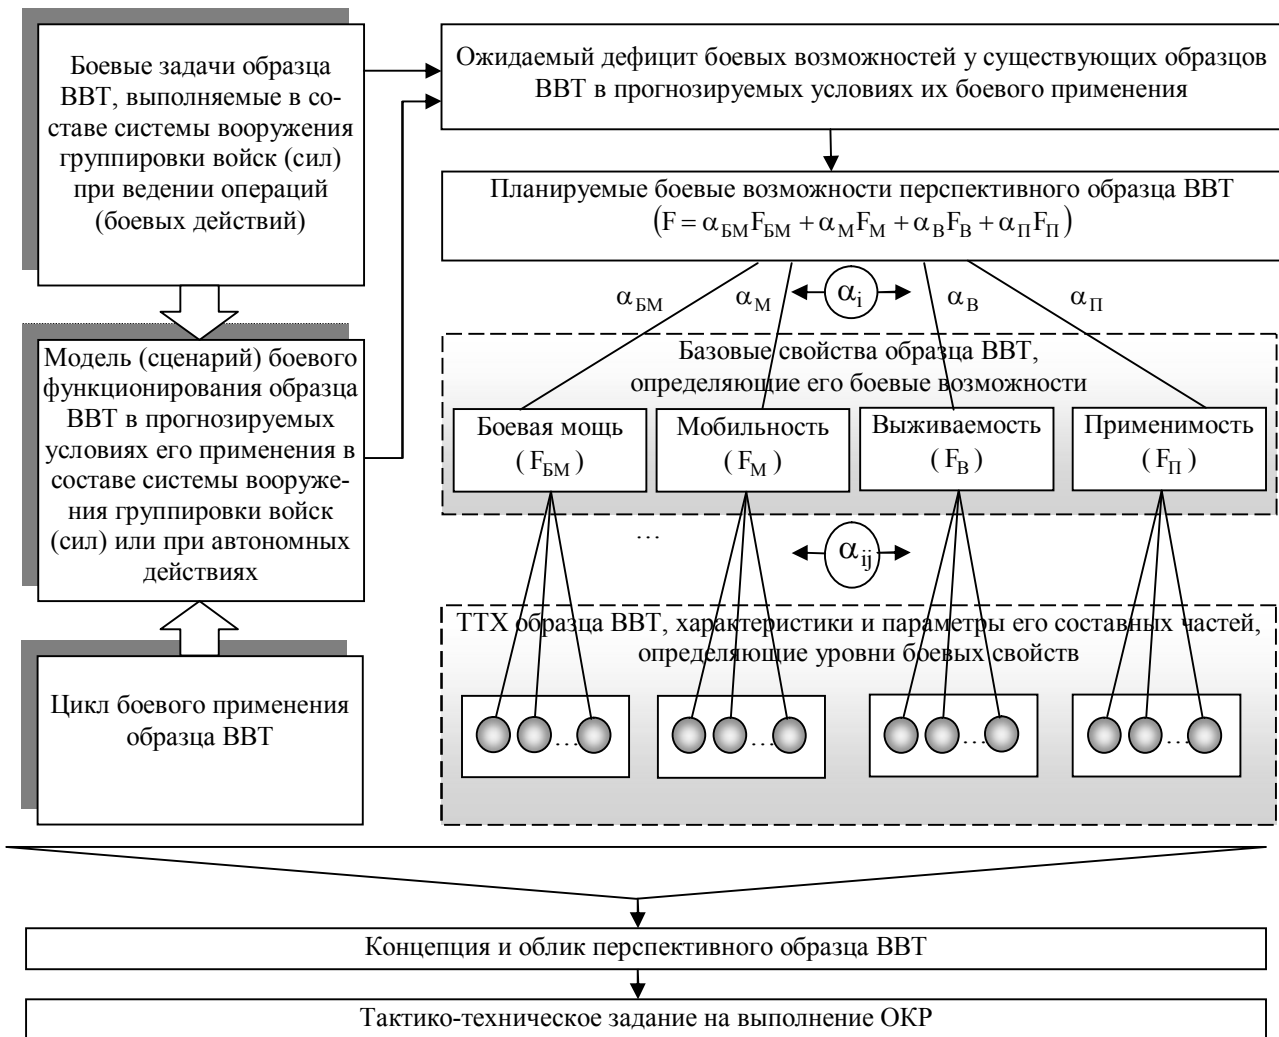 Боевые задачи образца
ВВТ, выполняемые в со-
ставе системы вооружения
группировки войск (сил)
при ведении операций
(боевых действий)
Модель (сценарий) боевого
функционирования образца
ВВТ в прогнозируемых
условиях его применения в
составе системы вооруже-
ния группировки войск
(сил) или при автономных
действиях
Цикл боевого применения
образца ВВТ
Ожидаемый дефицит боевых возможностей у существующих образцов
ВВТ в прогнозируемых условиях их боевого применения
Планируемые боевые возможности перспективного образца ВВТ
(F = α_БМ F_БМ + α_М F_М + α_В F_В + α_П F_П)
α_БМ α_М α_i α_В α_П
Базовые свойства образца ВВТ,
определяющие его боевые возможности
Боевая мощь
( F_БМ )
Мобильность
( F_М )
Выживаемость
( F_В )
Применимость
( F_П )
... α_ij
ТТХ образца ВВТ, характеристики и параметры его составных частей,
определяющие уровни боевых свойств
... ... ... ...
Концепция и облик перспективного образца ВВТ
Тактико-техническое задание на выполнение ОКР